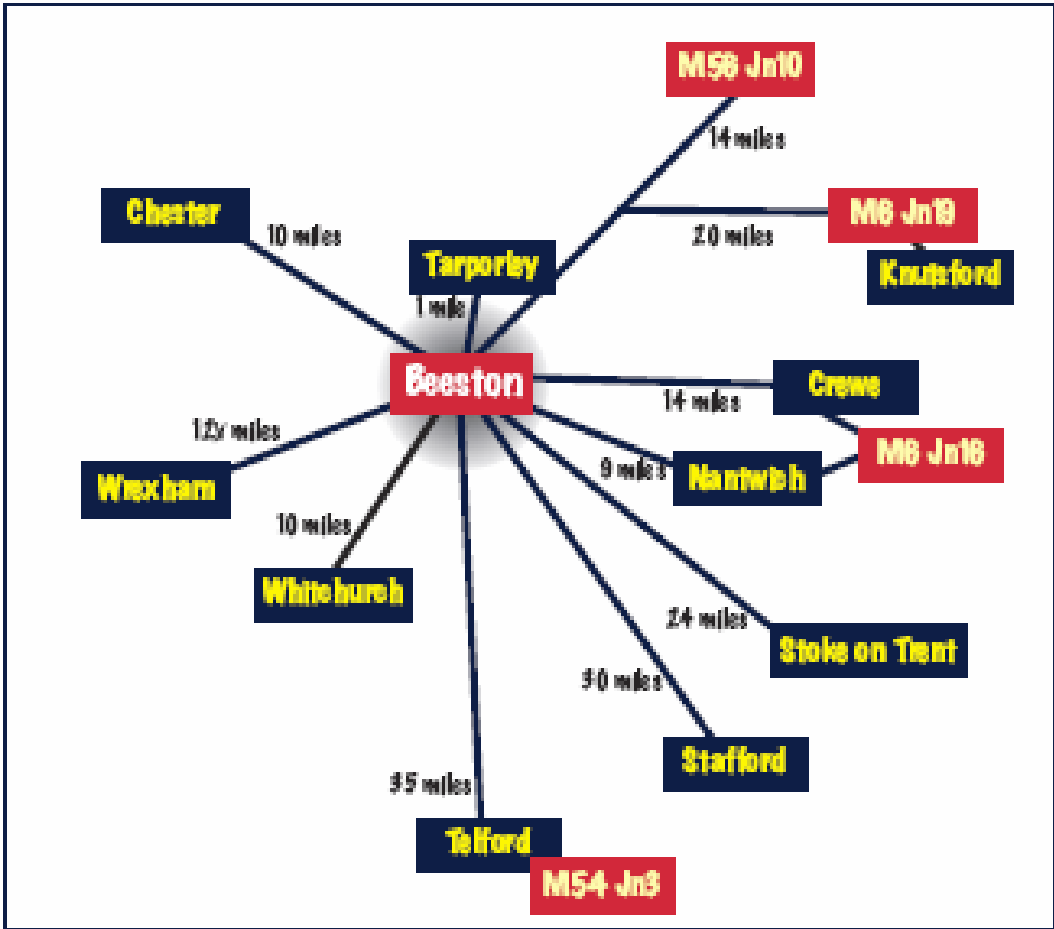 M56 Jn10
14 miles
Chester
10 miles
M6 Jn19
20 miles
Knutsford
Tarporley
1 mile
Beeston
Crewe
14 miles
miles
M6 Jn16
9 miles
Nantwich
Wrexham
10 miles
Whitchurch
24 miles
Stoke on Trent
30 miles
Stafford
35 miles
Telford
M54 Jn3